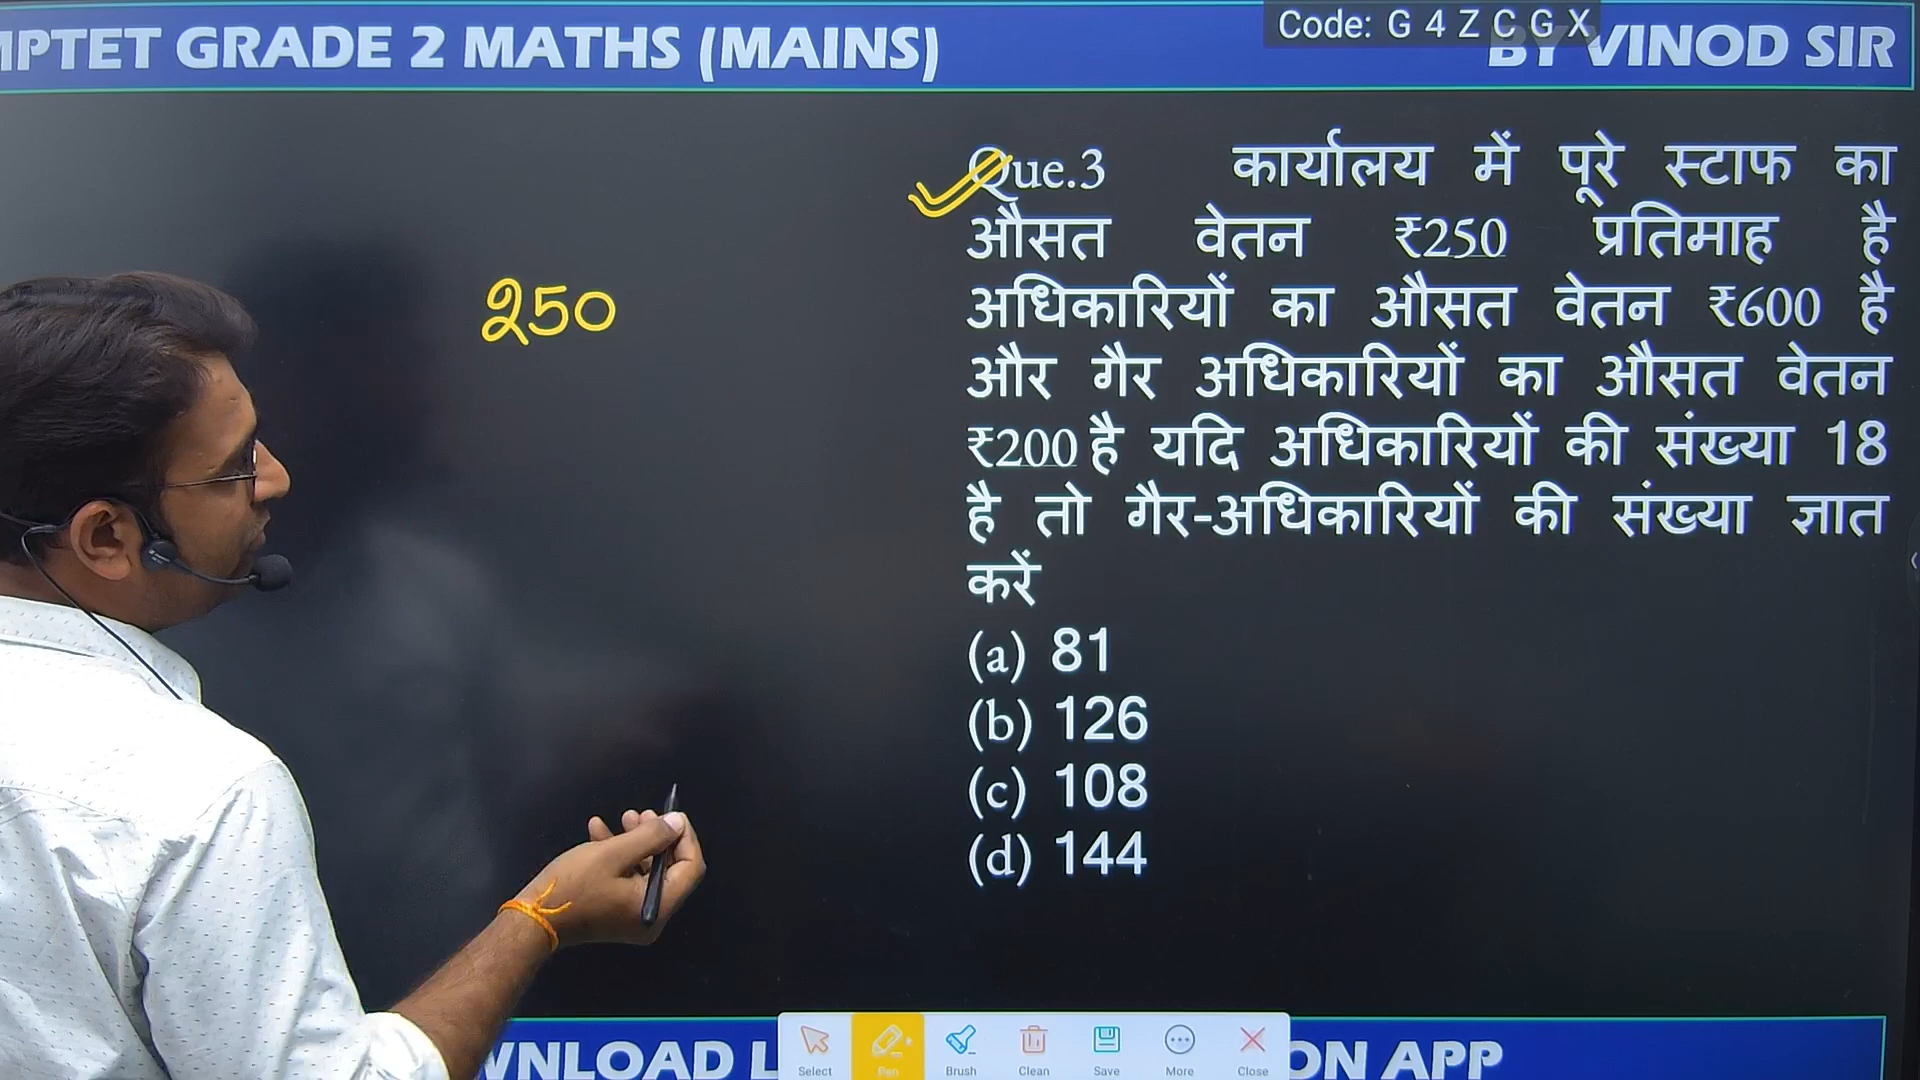 MPTET GRADE 2 MATHS (MAINS)
Code: G 4 Z C G X
BY VINOD SIR
Que.3 कार्यालय में पूरे स्टाफ का
औसत वेतन ₹250 प्रतिमाह है
अधिकारियों का औसत वेतन ₹600 है
और गैर अधिकारियों का औसत वेतन
₹200 है यदि अधिकारियों की संख्या 18
है तो गैर-अधिकारियों की संख्या ज्ञात
करें
(a) 81
(b) 126
(c) 108
(d) 144
250
Select Pen Brush Clean Save More Close
ON APP